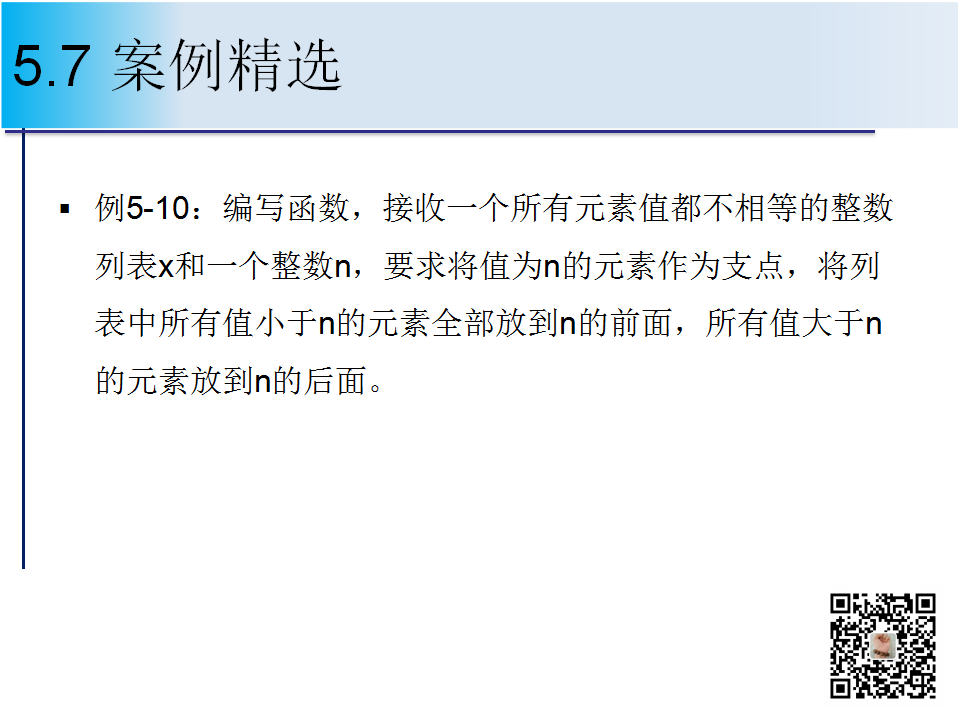 5.7 案例精选
例5-10：编写函数，接收一个所有元素值都不相等的整数
列表x和一个整数n，要求将值为n的元素作为支点，将列
表中所有值小于n的元素全部放到n的前面，所有值大于n
的元素放到n的后面。